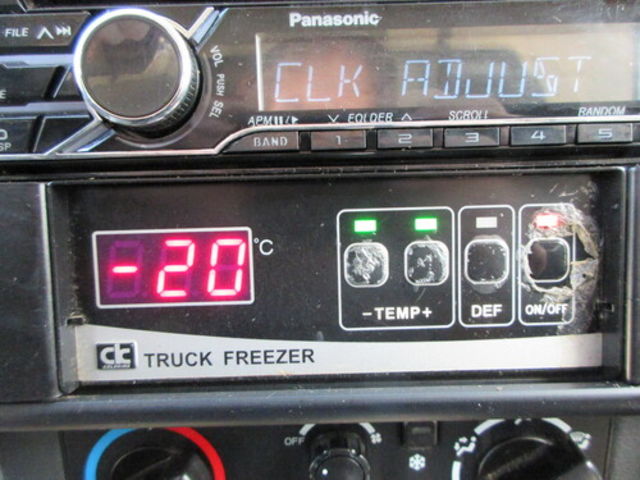 Panasonic
FILE
VOL PUSH SEL
CLK ADJUST
APM FOLDER SCROLL RANDOM
BAND 1 2 3 4 5
SP
-20 °C
-TEMP+ DEF ON/OFF
TRUCK FREEZER
OFF